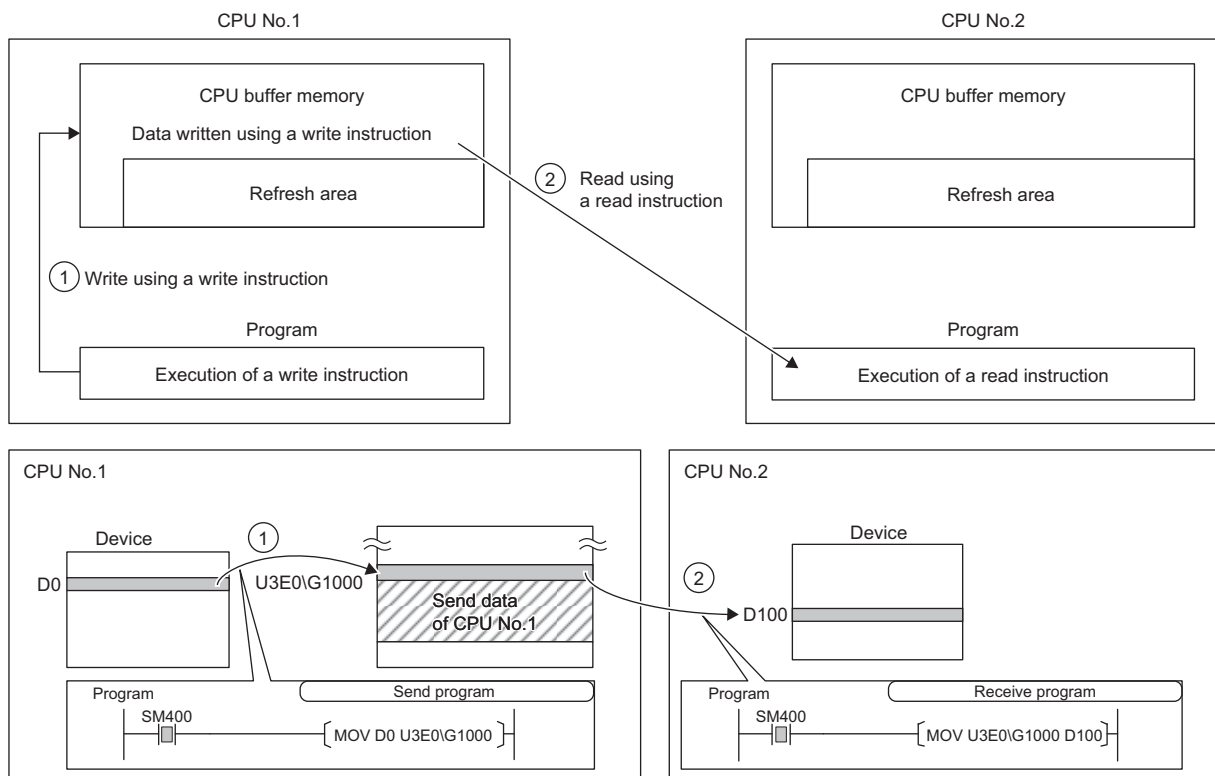 CPU No.1
CPU No.2
CPU buffer memory
Data written using a write instruction
Refresh area
1
Write using a write instruction
Program
Execution of a write instruction
2
Read using
a read instruction
CPU buffer memory
Refresh area
Program
Execution of a read instruction
CPU No.1
Device
1
D0
U3E0\G1000
Send data
of CPU No.1
Program
Send program
SM400
MOV D0 U3E0\G1000
CPU No.2
Device
2
D100
Program
Receive program
SM400
MOV U3E0\G1000 D100